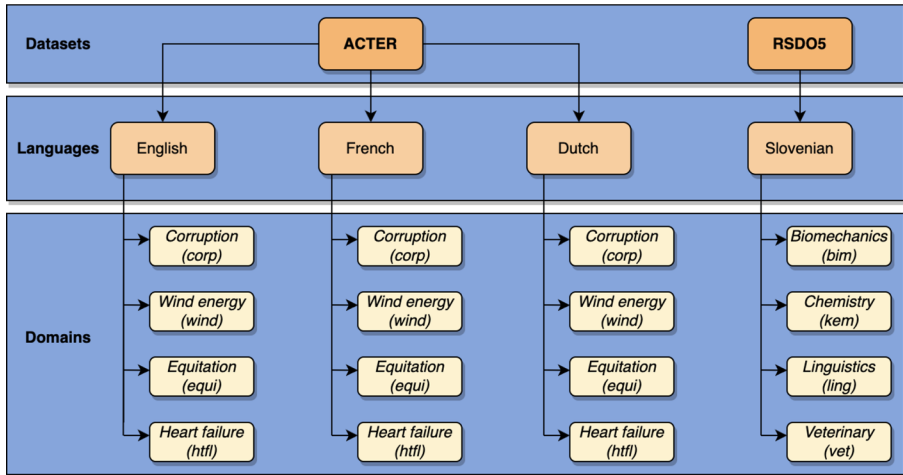 Datasets
ACTER
RSDO5
Languages
English
French
Dutch
Slovenian
Domains
Corruption
(corp)
Wind energy
(wind)
Equitation
(equi)
Heart failure
(htfl)
Corruption
(corp)
Wind energy
(wind)
Equitation
(equi)
Heart failure
(htfl)
Corruption
(corp)
Wind energy
(wind)
Equitation
(equi)
Heart failure
(htfl)
Biomechanics
(bim)
Chemistry
(kem)
Linguistics
(ling)
Veterinary
(vet)